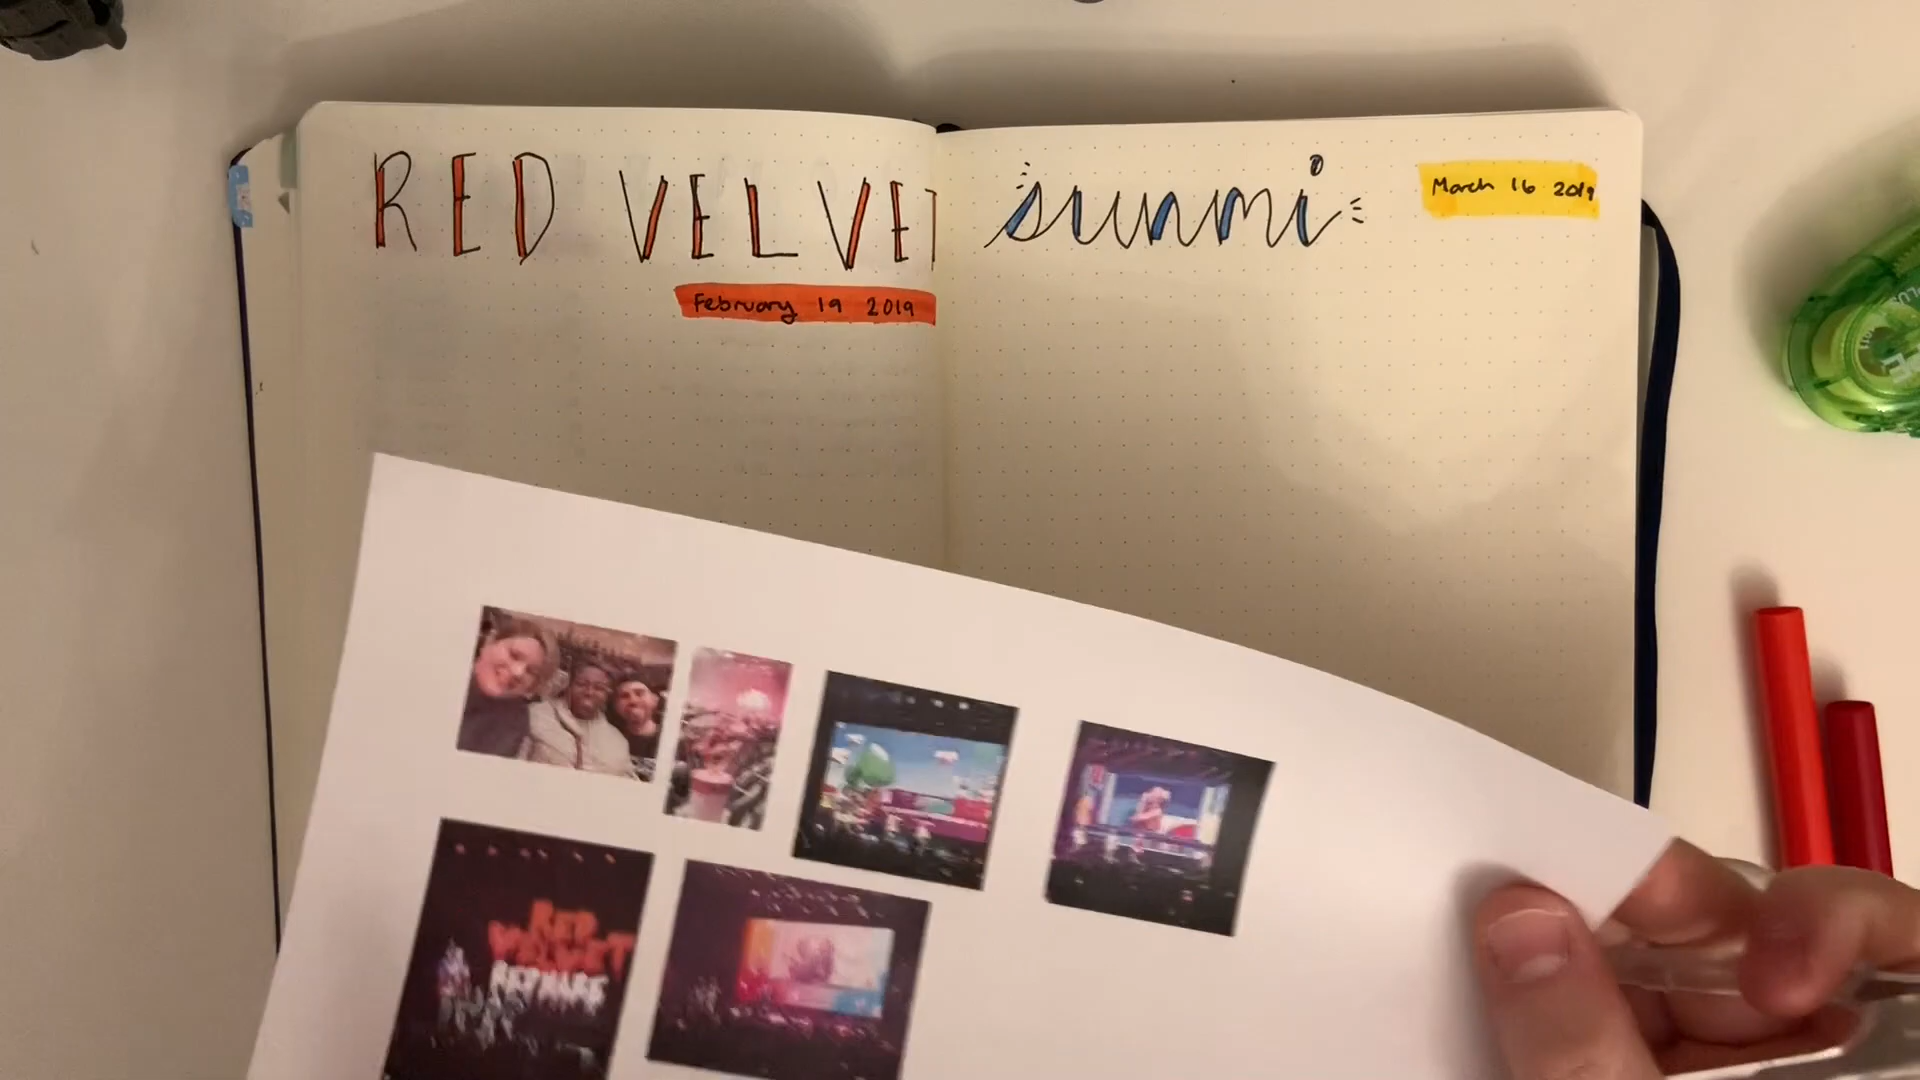 RED VELVET
February 19 2019
sunmi
March 16 2019
RED
VELVET
REDMARE